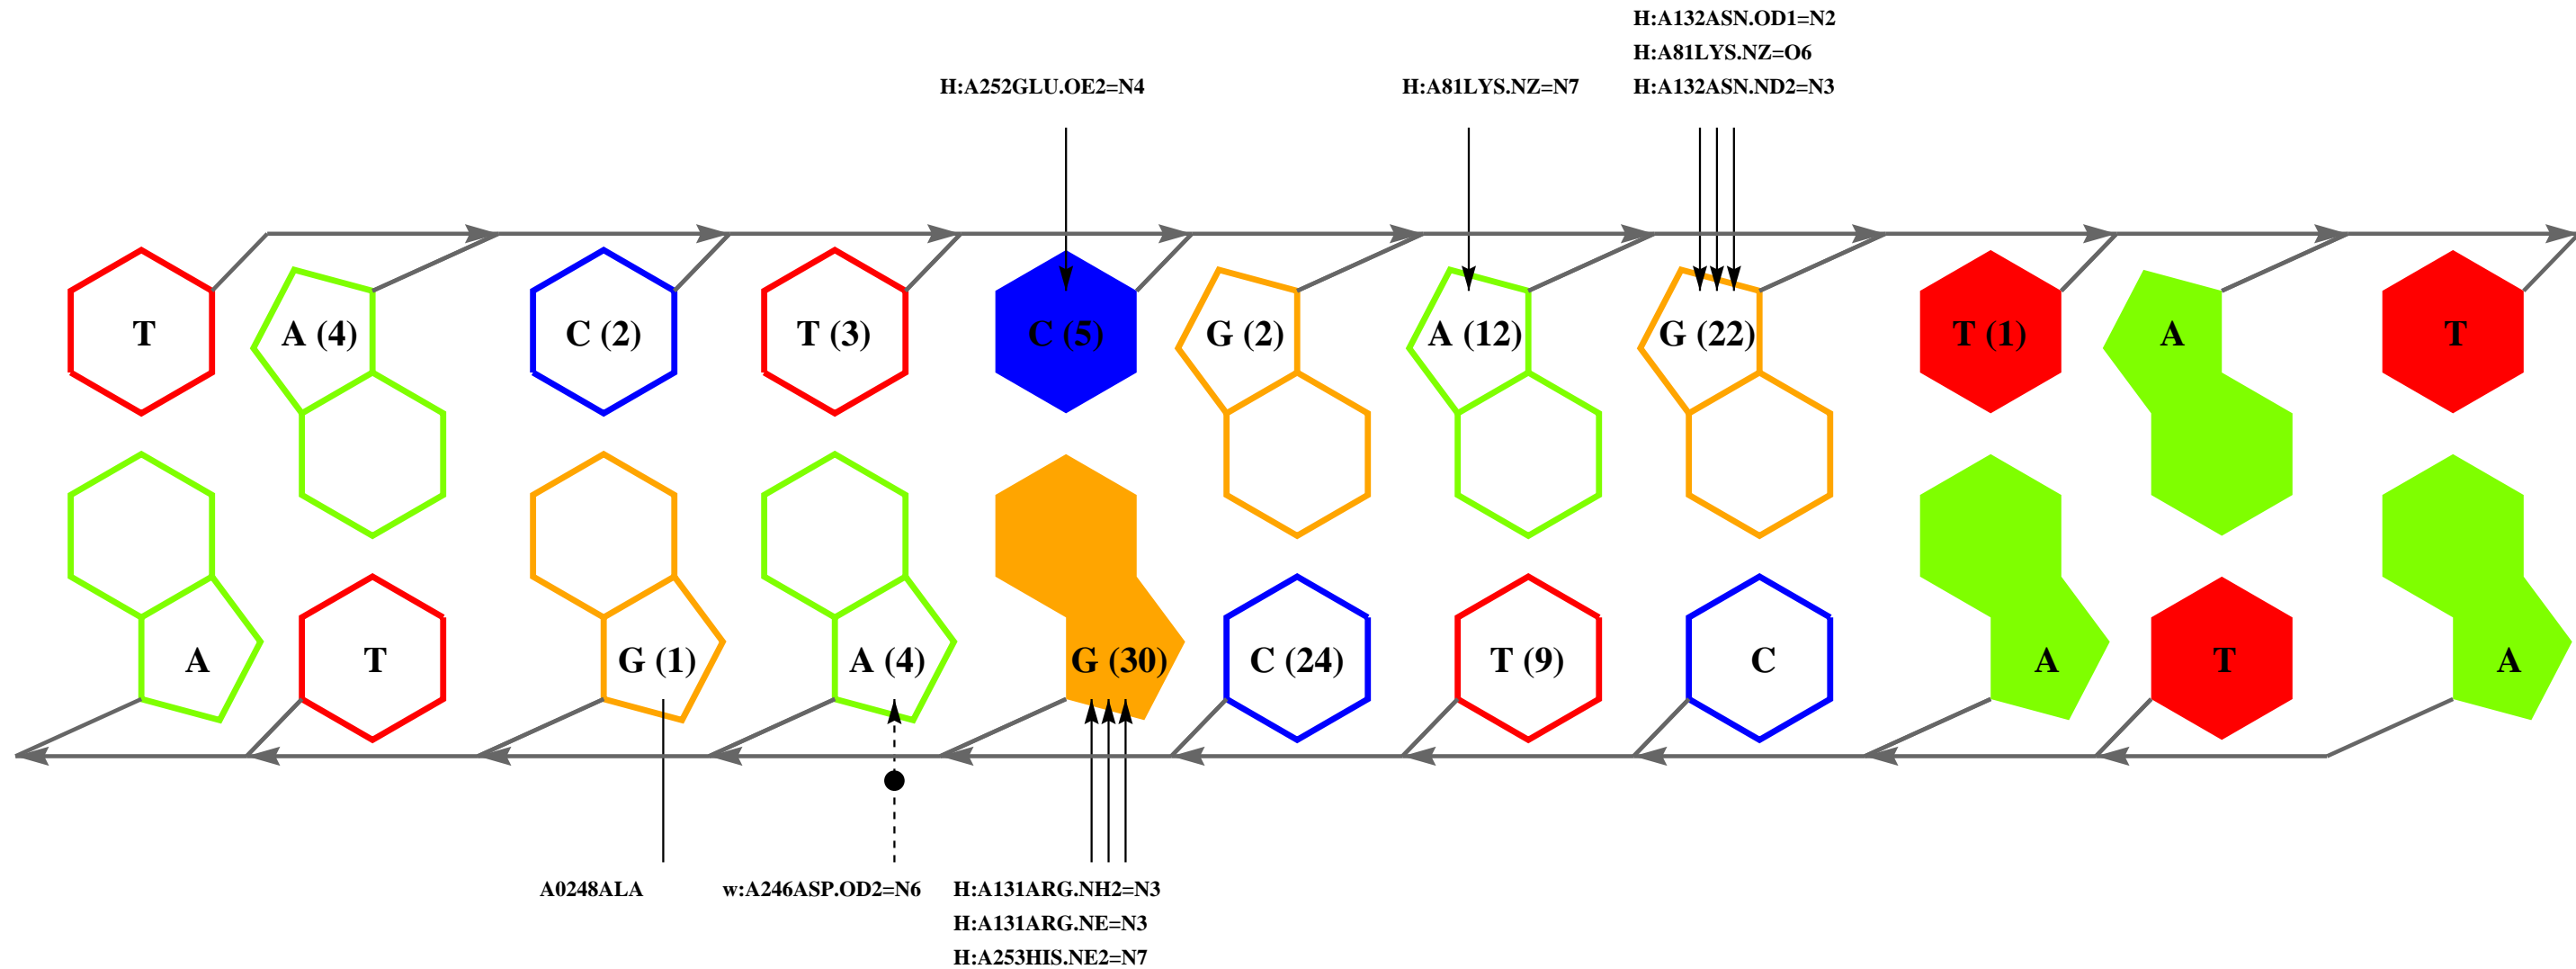 H:A132ASN.OD1=N2
H:A81LYS.NZ=O6
H:A252GLU.OE2=N4 H:A81LYS.NZ=N7 H:A132ASN.ND2=N3
T A (4) C (2) T (3) C (5) G (2) A (12) G (22) T (1) A T
A T G (1) A (4) G (30) C (24) T (9) C A T A
A0248ALA w:A246ASP.OD2=N6 H:A131ARG.NH2=N3
H:A131ARG.NE=N3
H:A253HIS.NE2=N7